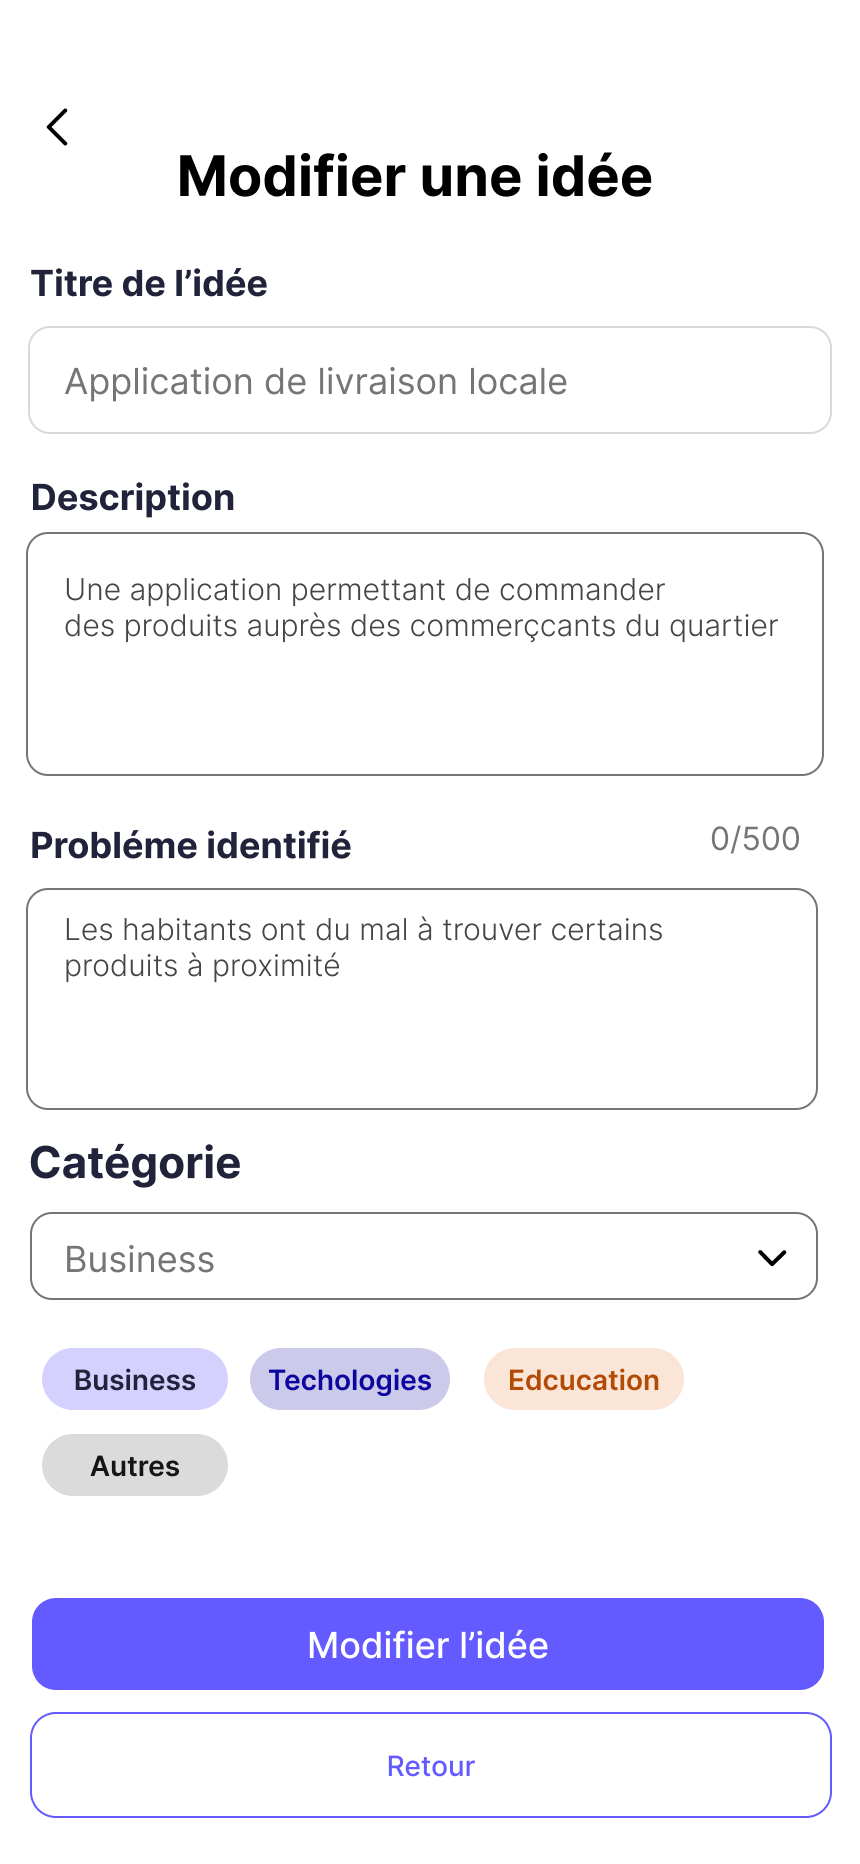 Modifier une idée
Titre de l’idée
Application de livraison locale
Description
Une application permettant de commander
des produits auprès des commerçcants du quartier
Probléme identifié
0/500
Les habitants ont du mal à trouver certains
produits à proximité
Catégorie
Business
Business
Techologies
Edcucation
Autres
Modifier l’idée
Retour